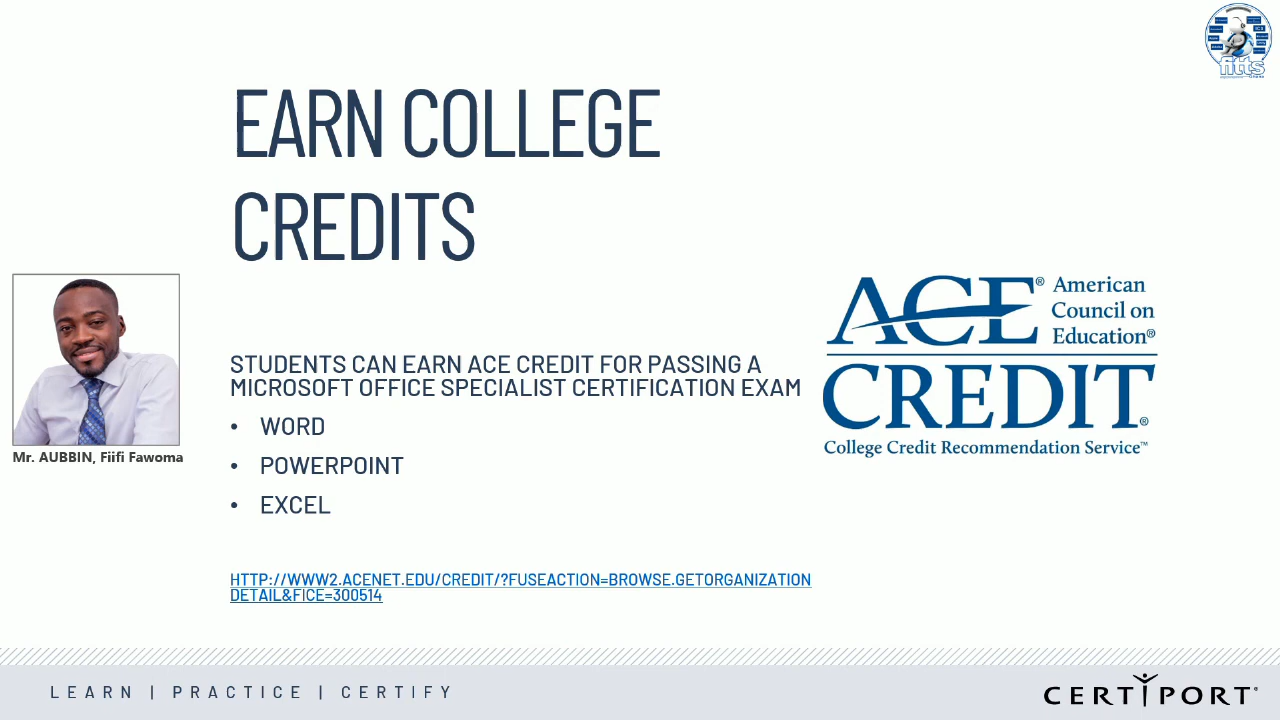 fitts
EARN COLLEGE
CREDITS
Mr. AUBBIN, Fiifi Fawoma
STUDENTS CAN EARN ACE CREDIT FOR PASSING A
MICROSOFT OFFICE SPECIALIST CERTIFICATION EXAM
• WORD
• POWERPOINT
• EXCEL
HTTP://WWW2.ACENET.EDU/CREDIT/?FUSEACTION=BROWSE.GETORGANIZATION
DETAIL&FICE=300514
ACE® American
Council on
Education®
CREDIT®
College Credit Recommendation Service™
LEARN | PRACTICE | CERTIFY
CERTIPORT®